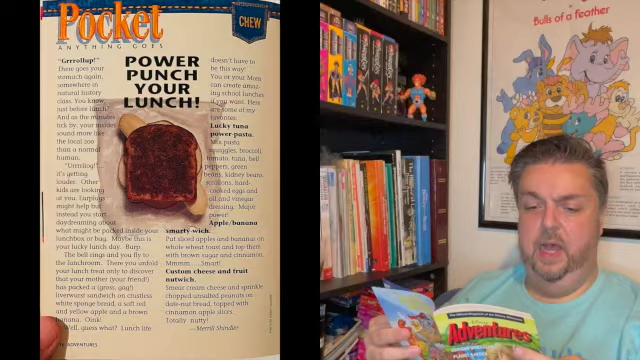 Pocket
ANYTHING GOES
CHEW
POWER
PUNCH
YOUR
LUNCH!
"Grrrollup!"
There goes your
stomach again,
somewhere in
natural history
class. You know,
just before lunch?
And as the minutes
tick by, your insides
sound more like
the local zoo
than a normal
human.
it's getting
louder. Other
kids are looking
at you. Earplugs
might help but
instead you start
daydreaming about
what might be packed inside your
lunchbox or bag. Maybe this is
your lucky lunch day. Burp.
The bell rings and you fly to
the lunchroom. There you unfold
your lunch treat only to discover
that your mother (your friend!)
has packed a (gross, gag!)
liverwurst sandwich on crustless
white sponge bread, a soft red
and yellow apple and a brown
banana. Oink!
Well, guess what? Lunch life
doesn't have to
be this way!
You or your Mom
can create amaz-
ing school lunches
if you want. Here
are some of my
favorites:
Lucky tuna
power-pasta.
Mix pasta
squiggles, broccoli,
tomato, tuna, bell
peppers, green
beans, kidney beans,
scallions, hard-
cooked eggs and
oil and vinegar
dressing. Major
power!
Apple/banana
smarty-wich.
Put sliced apples and bananas on
whole wheat toast and top them
with brown sugar and cinnamon.
Mmmm.....Smart!
Custom cheese and fruit
nutwich.
Smear cream cheese and sprinkle
chopped unsalted peanuts on
date-nut bread, topped with
cinnamon apple slices.
Totally nutty!
—Merrill Shindler
ADVENTURES
Bulls of a feather
Adventures